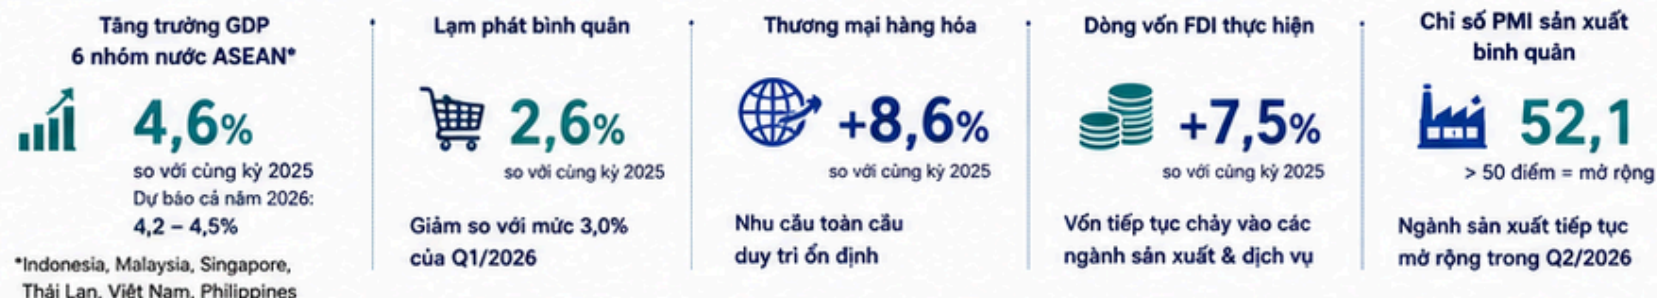 Tăng trưởng GDP
6 nhóm nước ASEAN*
4,6%
so với cùng kỳ 2025
Dự báo cả năm 2026:
4,2 – 4,5%
*Indonesia, Malaysia, Singapore,
Thái Lan, Việt Nam, Philippines
Lạm phát bình quân
2,6%
so với cùng kỳ 2025
Giảm so với mức 3,0%
của Q1/2026
Thương mại hàng hóa
+8,6%
so với cùng kỳ 2025
Nhu cầu toàn cầu
duy trì ổn định
Dòng vốn FDI thực hiện
+7,5%
so với cùng kỳ 2025
Vốn tiếp tục chảy vào các
ngành sản xuất & dịch vụ
Chỉ số PMI sản xuất
bình quân
52,1
> 50 điểm = mở rộng
Ngành sản xuất tiếp tục
mở rộng trong Q2/2026